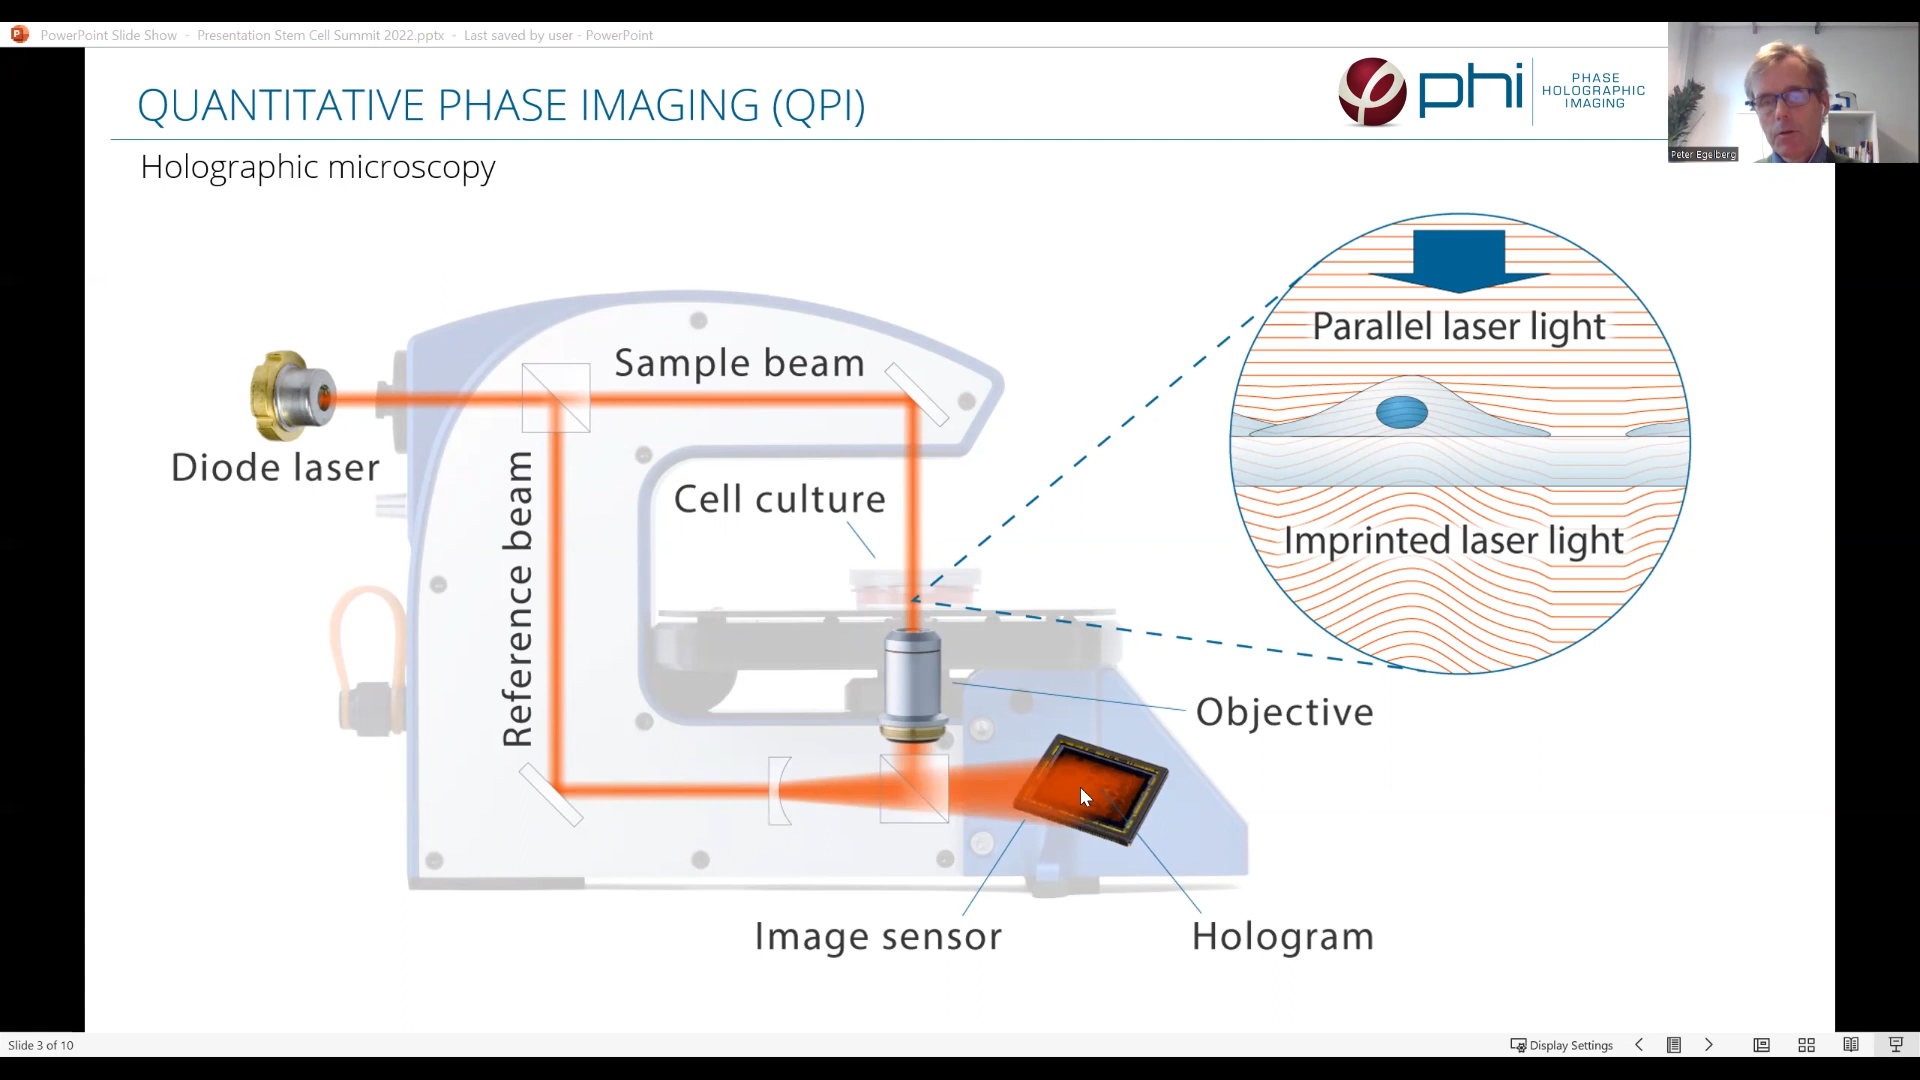 PowerPoint Slide Show - Presentation Stem Cell Summit 2022.pptx - Last saved by user - PowerPoint
QUANTITATIVE PHASE IMAGING (QPI)
phi
PHASE
HOLOGRAPHIC
IMAGING
Peter Egelberg
Holographic microscopy
Parallel laser light
Sample beam
Diode laser
Reference beam
Cell culture
Imprinted laser light
Objective
Image sensor
Hologram
Slide 3 of 10
Display Settings